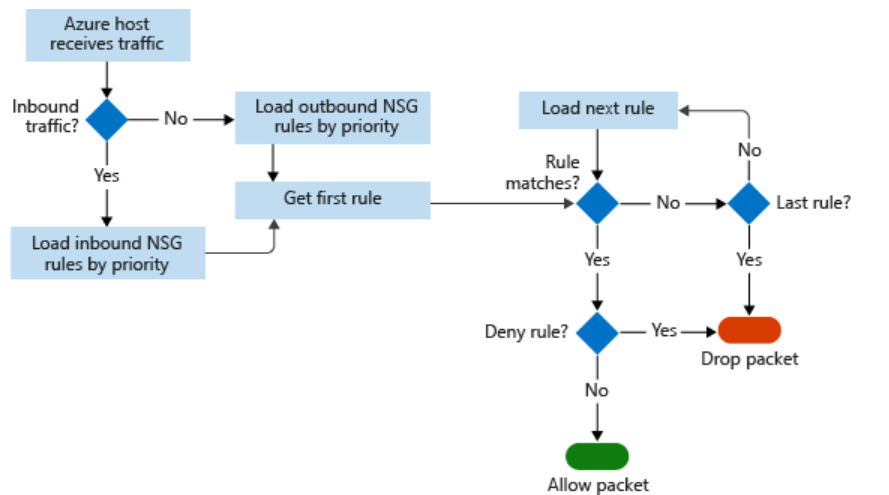 Azure host
receives traffic
Inbound
traffic?
No
Load outbound NSG
rules by priority
Yes
Get first rule
Load inbound NSG
rules by priority
Load next rule
No
Rule
matches?
No
Last rule?
Yes
Yes
Deny rule?
Yes
Drop packet
No
Allow packet